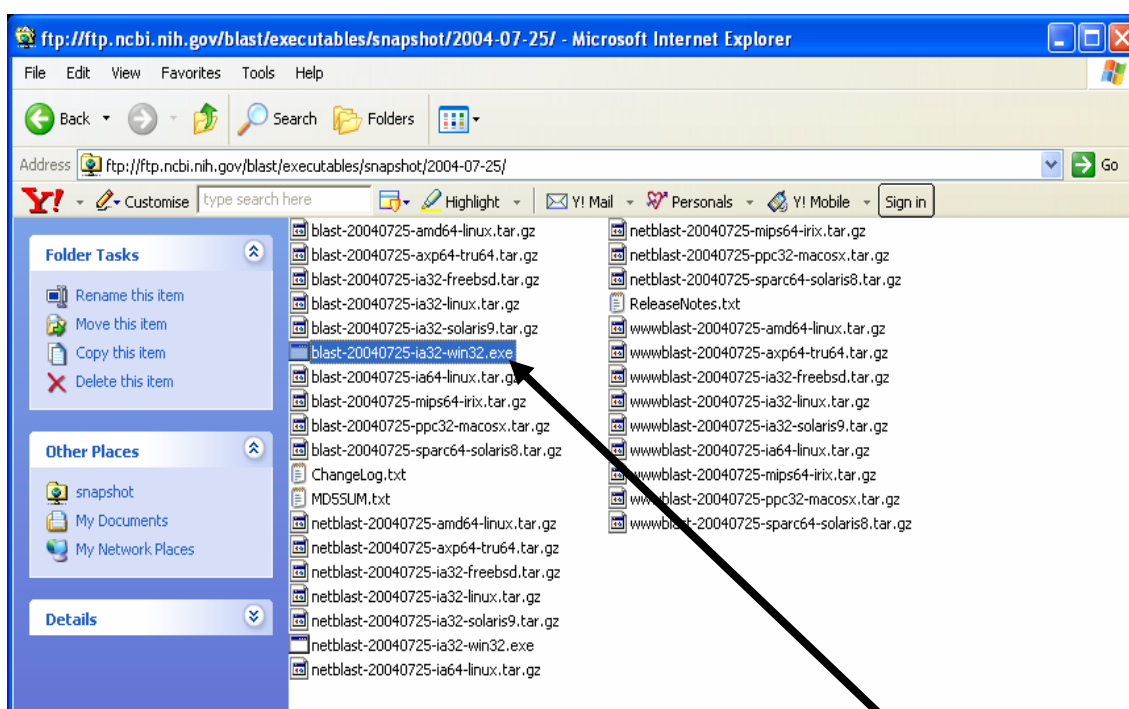 ftp://ftp.ncbi.nih.gov/blast/executables/snapshot/2004-07-25/ - Microsoft Internet Explorer
File Edit View Favorites Tools Help
Back Search Folders
Address ftp://ftp.ncbi.nih.gov/blast/executables/snapshot/2004-07-25/ Go
Y! Customise type search here Highlight Y! Mail Personals Y! Mobile Sign in
Folder Tasks
Rename this item
Move this item
Copy this item
Delete this item
Other Places
snapshot
My Documents
My Network Places
Details
blast-20040725-amd64-linux.tar.gz
blast-20040725-axp64-tru64.tar.gz
blast-20040725-ia32-freebsd.tar.gz
blast-20040725-ia32-linux.tar.gz
blast-20040725-ia32-solaris9.tar.gz
blast-20040725-ia32-win32.exe
blast-20040725-ia64-linux.tar.gz
blast-20040725-mips64-irix.tar.gz
blast-20040725-ppc32-macosx.tar.gz
blast-20040725-sparc64-solaris8.tar.gz
ChangeLog.txt
MD5SUM.txt
netblast-20040725-amd64-linux.tar.gz
netblast-20040725-axp64-tru64.tar.gz
netblast-20040725-ia32-freebsd.tar.gz
netblast-20040725-ia32-linux.tar.gz
netblast-20040725-ia32-solaris9.tar.gz
netblast-20040725-ia32-win32.exe
netblast-20040725-ia64-linux.tar.gz
netblast-20040725-mips64-irix.tar.gz
netblast-20040725-ppc32-macosx.tar.gz
netblast-20040725-sparc64-solaris8.tar.gz
ReleaseNotes.txt
wwwblast-20040725-amd64-linux.tar.gz
wwwblast-20040725-axp64-tru64.tar.gz
wwwblast-20040725-ia32-freebsd.tar.gz
wwwblast-20040725-ia32-linux.tar.gz
wwwblast-20040725-ia32-solaris9.tar.gz
wwwblast-20040725-ia64-linux.tar.gz
wwwblast-20040725-mips64-irix.tar.gz
wwwblast-20040725-ppc32-macosx.tar.gz
wwwblast-20040725-sparc64-solaris8.tar.gz